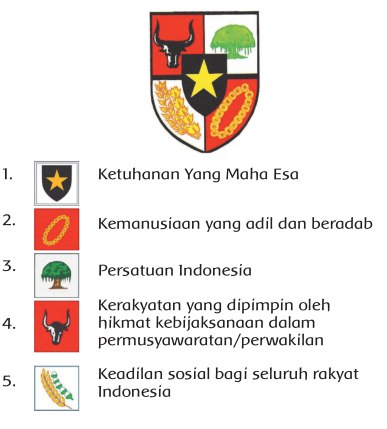 1. Ketuhanan Yang Maha Esa
2. Kemanusiaan yang adil dan beradab
3. Persatuan Indonesia
4. Kerakyatan yang dipimpin oleh
hikmat kebijaksanaan dalam
permusyawaratan/perwakilan
5. Keadilan sosial bagi seluruh rakyat
Indonesia